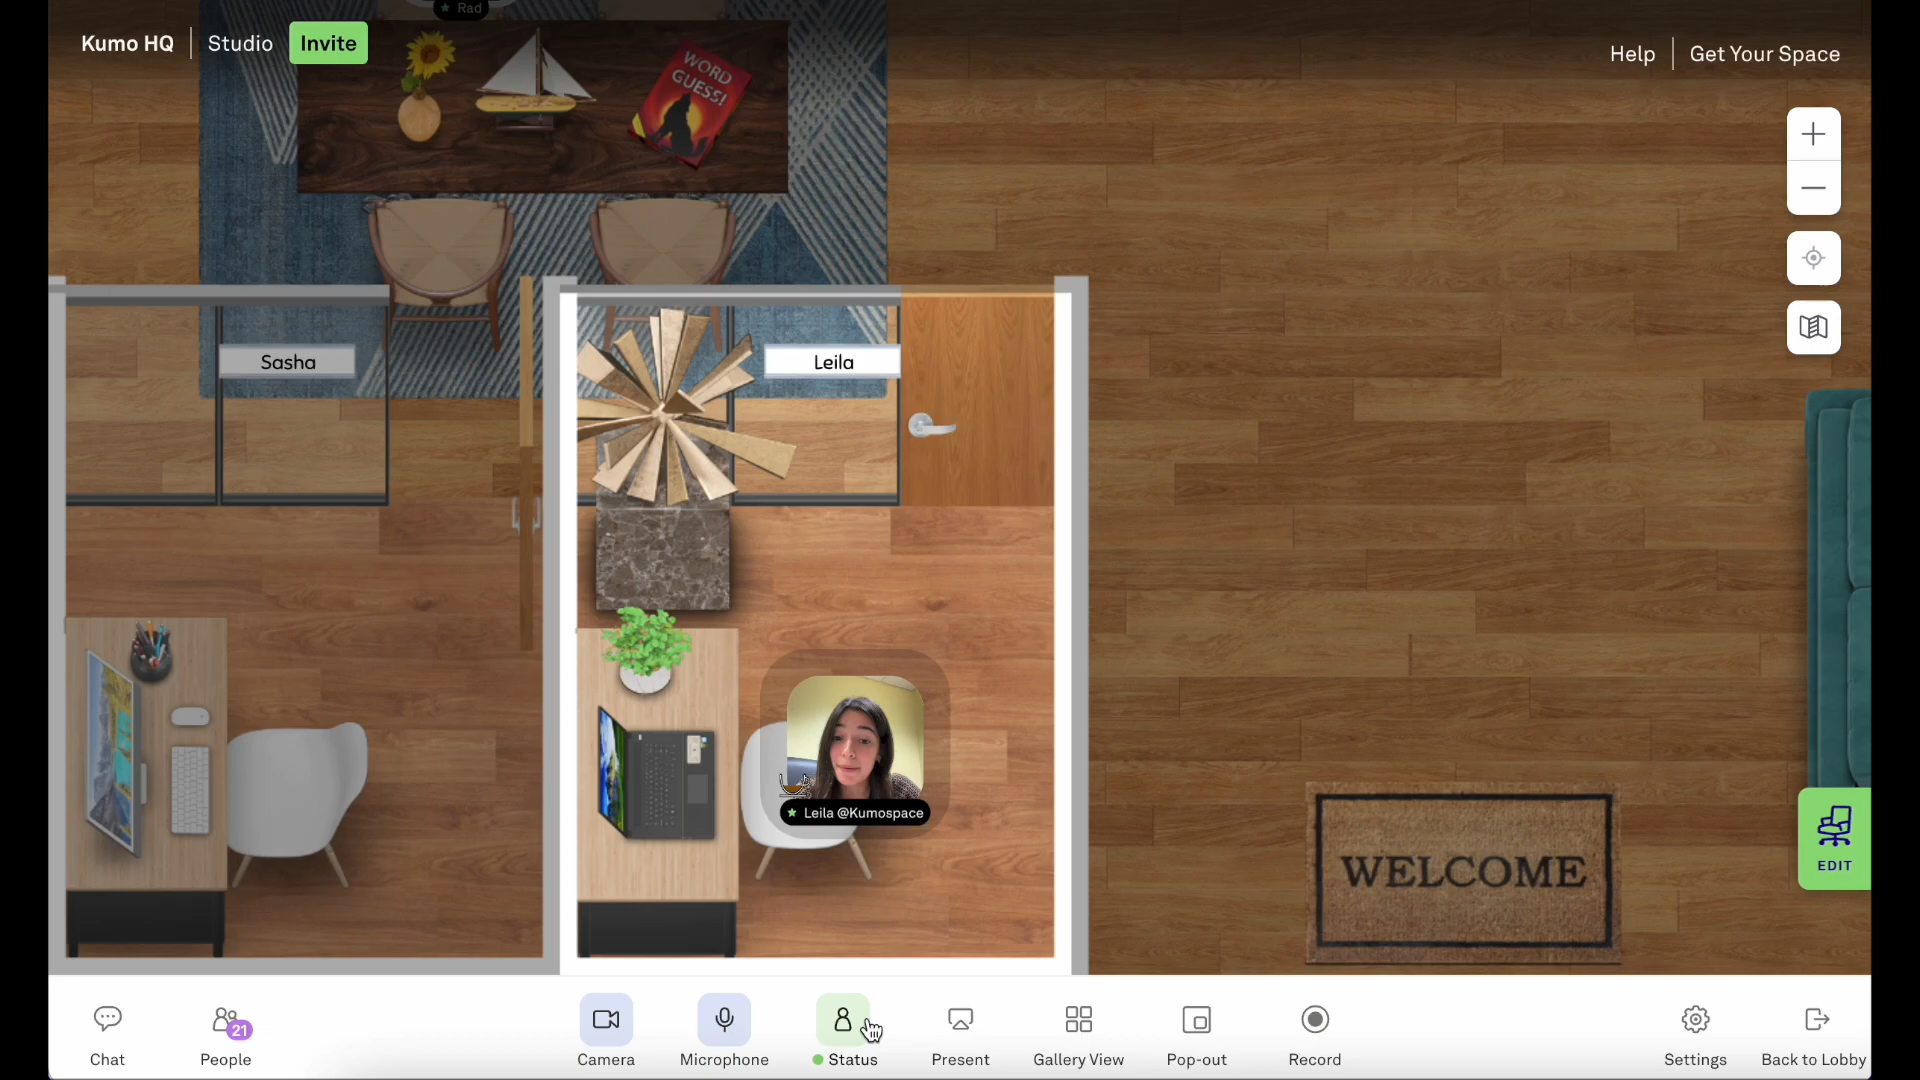 Rad
Kumo HQ
Studio
Invite
Help
Get Your Space
WORD
GUESS!
Sasha
Leila
Leila @Kumospace
WELCOME
EDIT
Chat
21
People
Camera
Microphone
Status
Present
Gallery View
Pop-out
Record
Settings
Back to Lobby